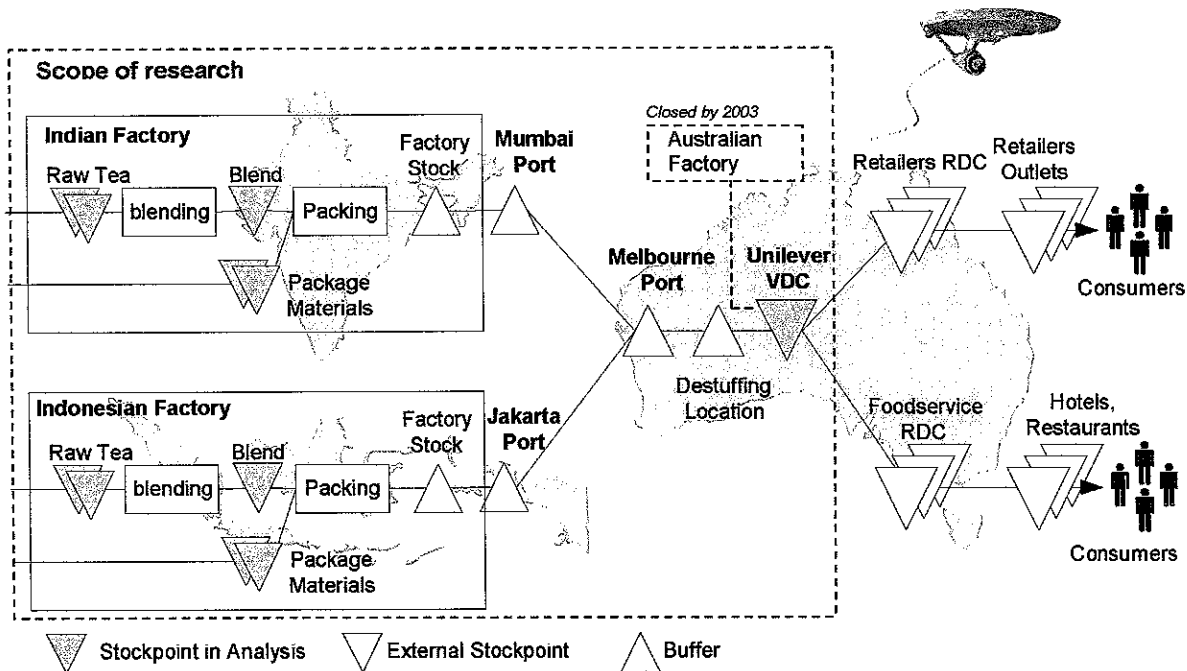 Scope of research
Closed by 2003
Australian
Factory
Indian Factory
Raw Tea
blending
Blend
Packing
Factory
Stock
Mumbai
Port
Package
Materials
Melbourne
Port
Unilever
VDC
Destuffing
Location
Retailers RDC
Retailers
Outlets
Consumers
Indonesian Factory
Raw Tea
blending
Blend
Packing
Factory
Stock
Jakarta
Port
Package
Materials
Foodservice
RDC
Hotels,
Restaurants
Consumers
Stockpoint in Analysis
External Stockpoint
Buffer